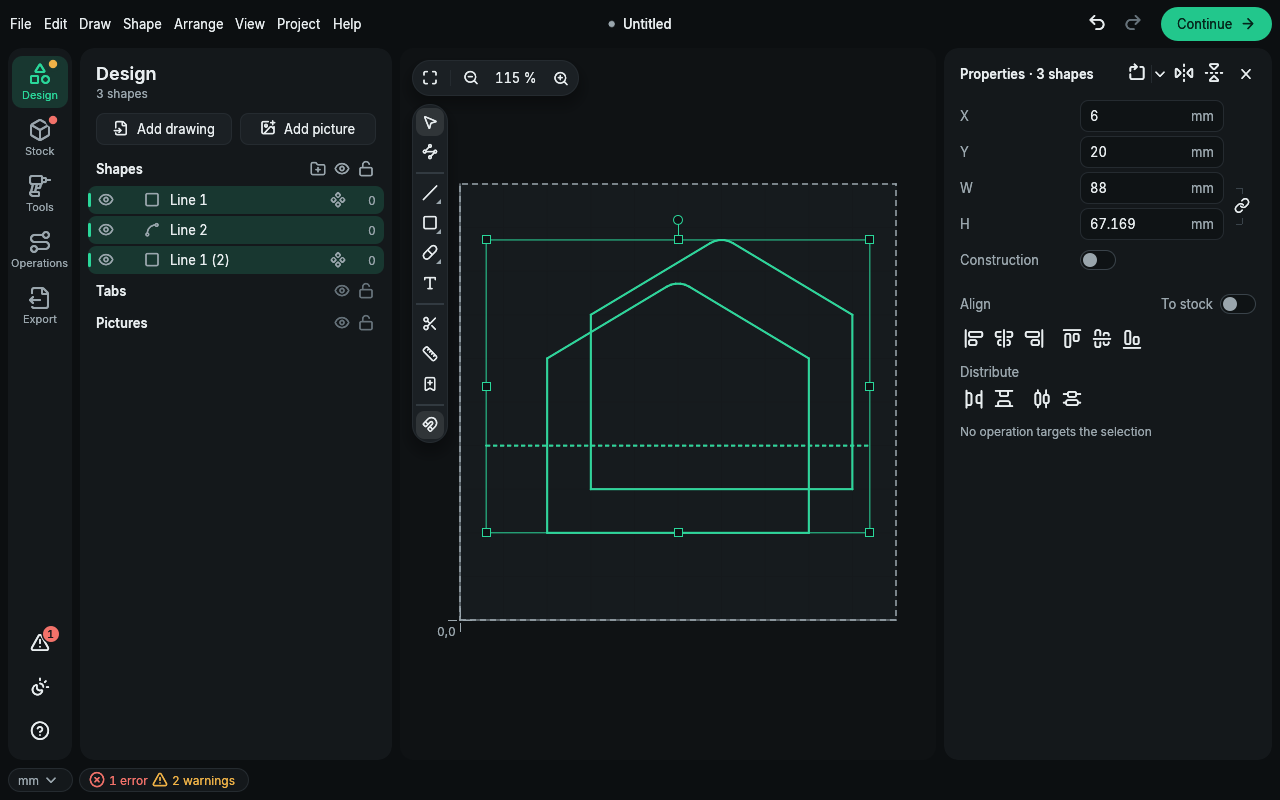 File Edit Draw Shape Arrange View Project Help
Untitled
Continue
Design
Stock
Tools
Operations
Export
1
Design
3 shapes
Add drawing
Add picture
Shapes
Line 1 0
Line 2 0
Line 1 (2) 0
Tabs
Pictures
115 %
0,0
Properties · 3 shapes
X 6 mm
Y 20 mm
W 88 mm
H 67.169 mm
Construction
Align To stock
Distribute
No operation targets the selection
mm
1 error 2 warnings